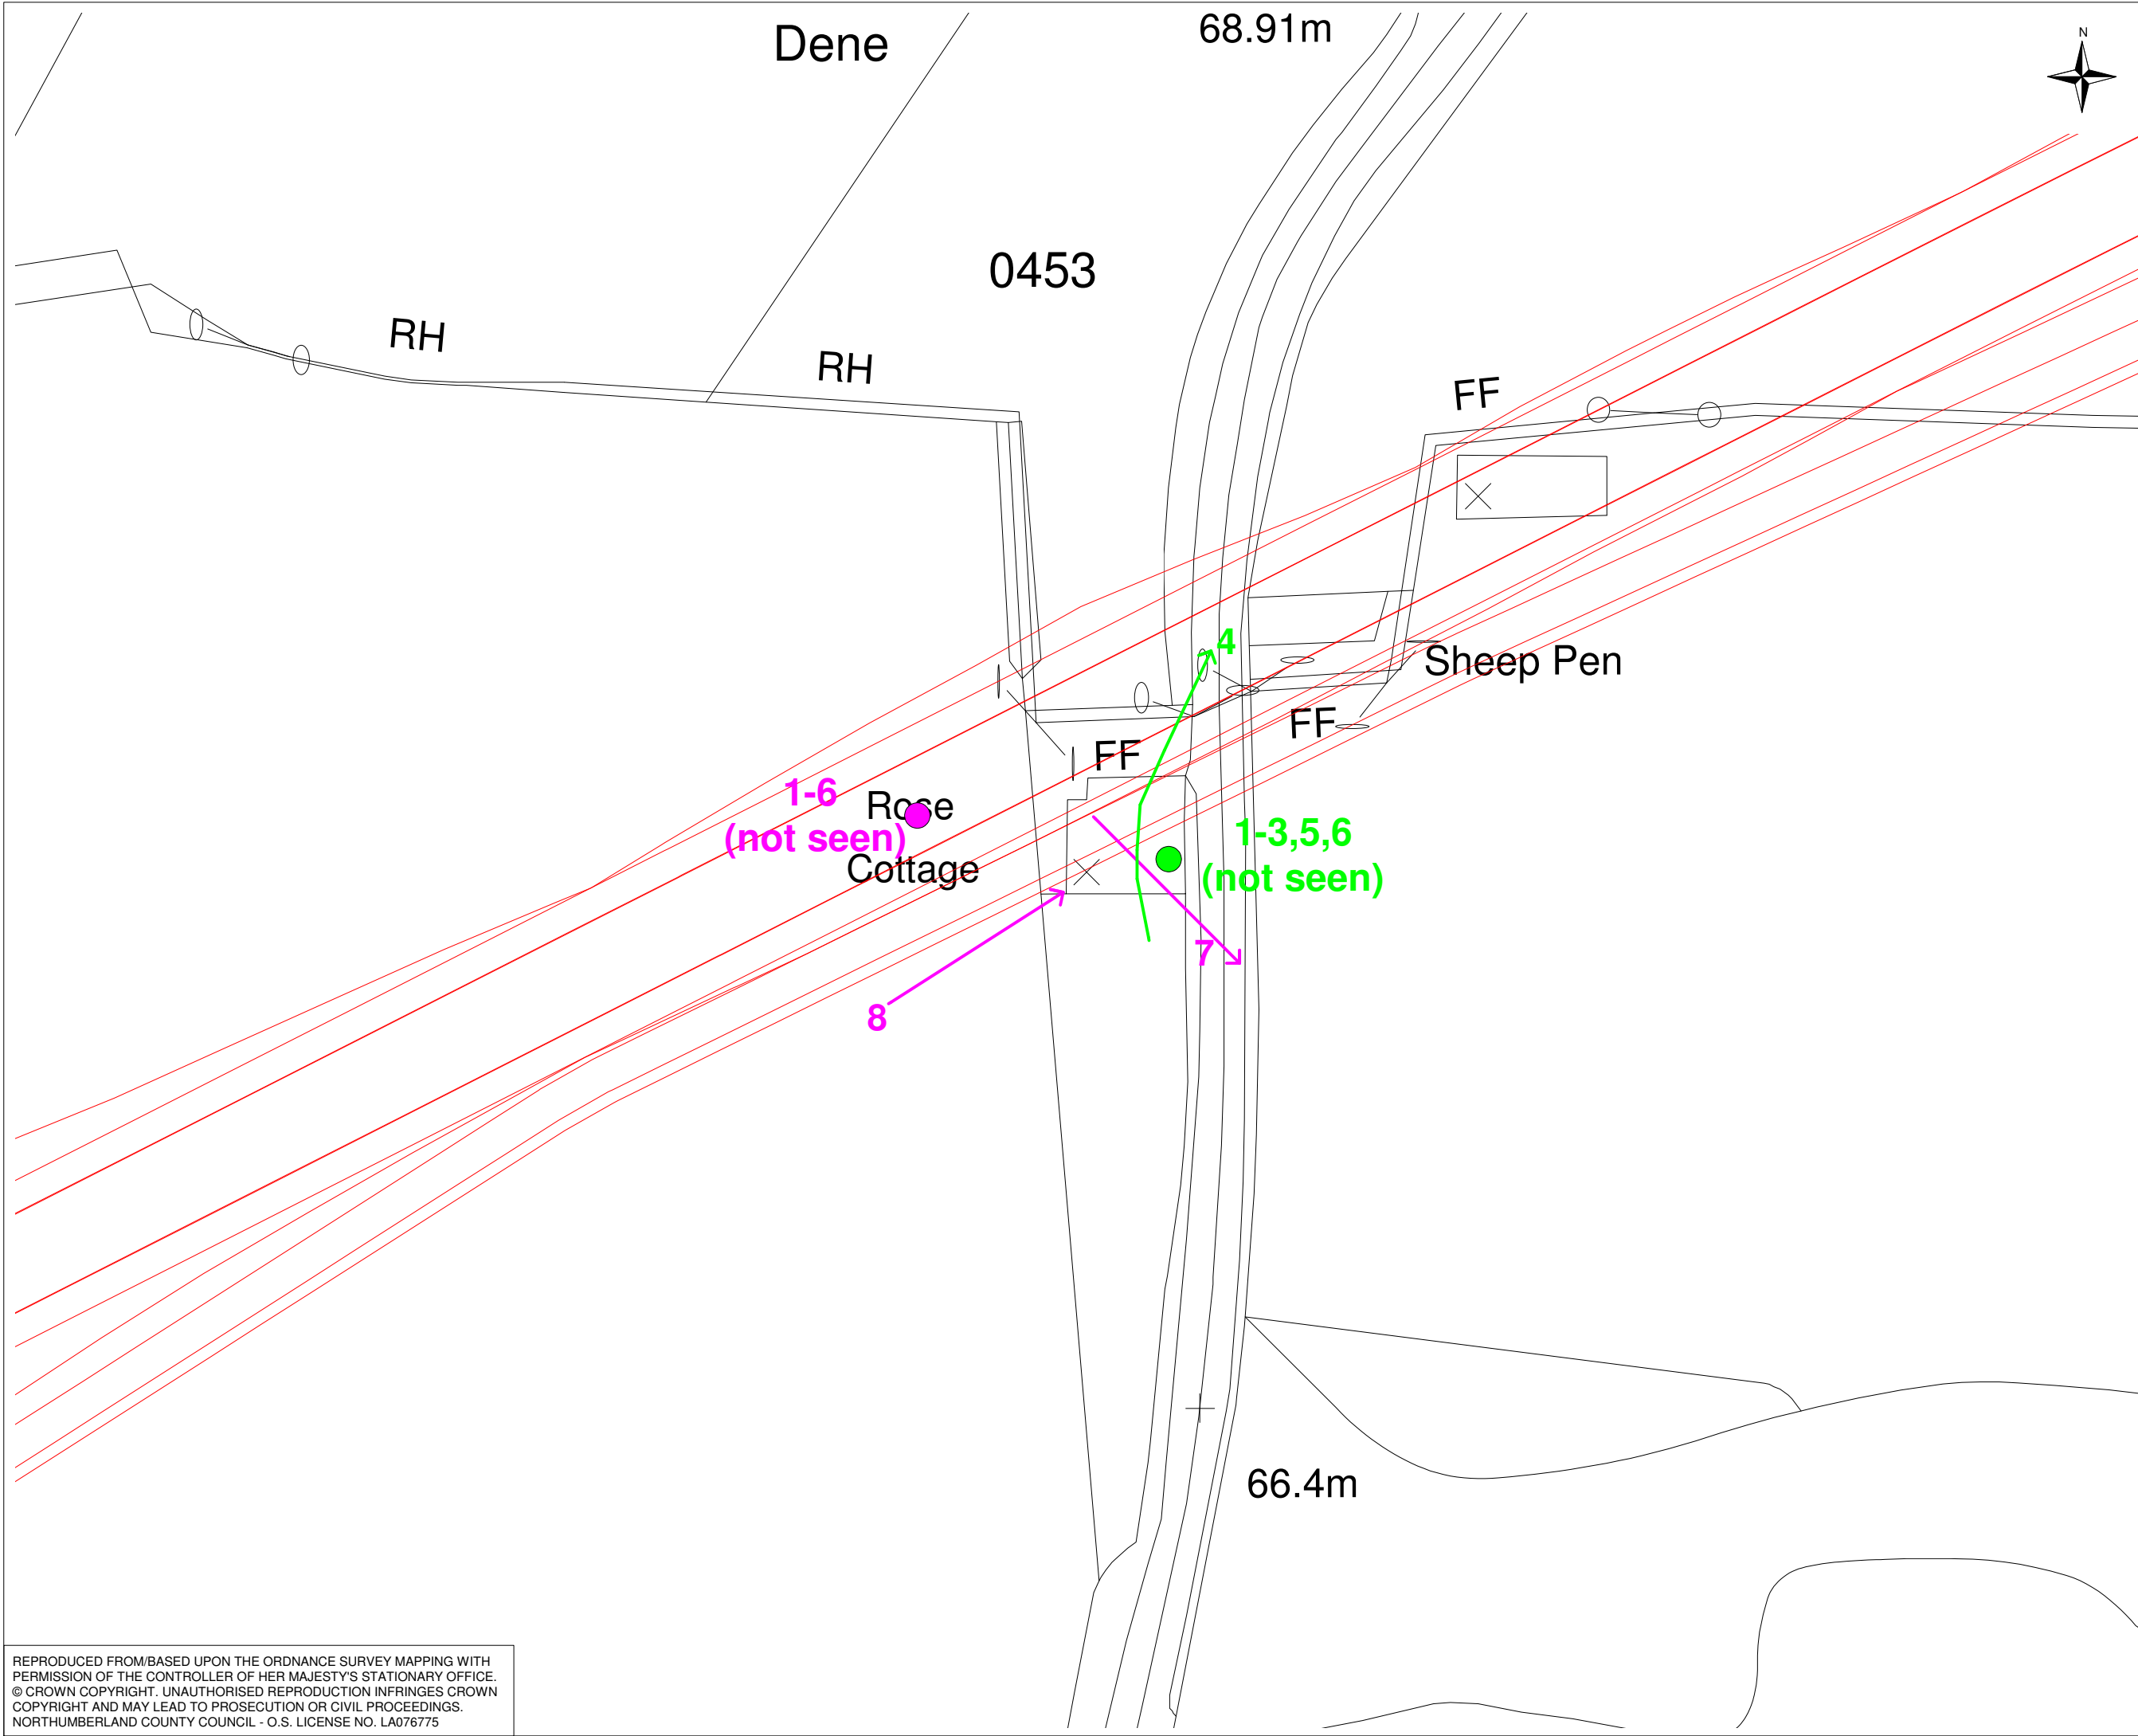 Dene
68.91m
N
0453
RH
RH
FF
4
Sheep Pen
FF
FF
1-6
(not seen)
Rose
Cottage
1-3,5,6
(not seen)
7
8
66.4m
REPRODUCED FROM/BASED UPON THE ORDNANCE SURVEY MAPPING WITH
PERMISSION OF THE CONTROLLER OF HER MAJESTY'S STATIONARY OFFICE.
© CROWN COPYRIGHT. UNAUTHORISED REPRODUCTION INFRINGES CROWN
COPYRIGHT AND MAY LEAD TO PROSECUTION OR CIVIL PROCEEDINGS.
NORTHUMBERLAND COUNTY COUNCIL - O.S. LICENSE NO. LA076775